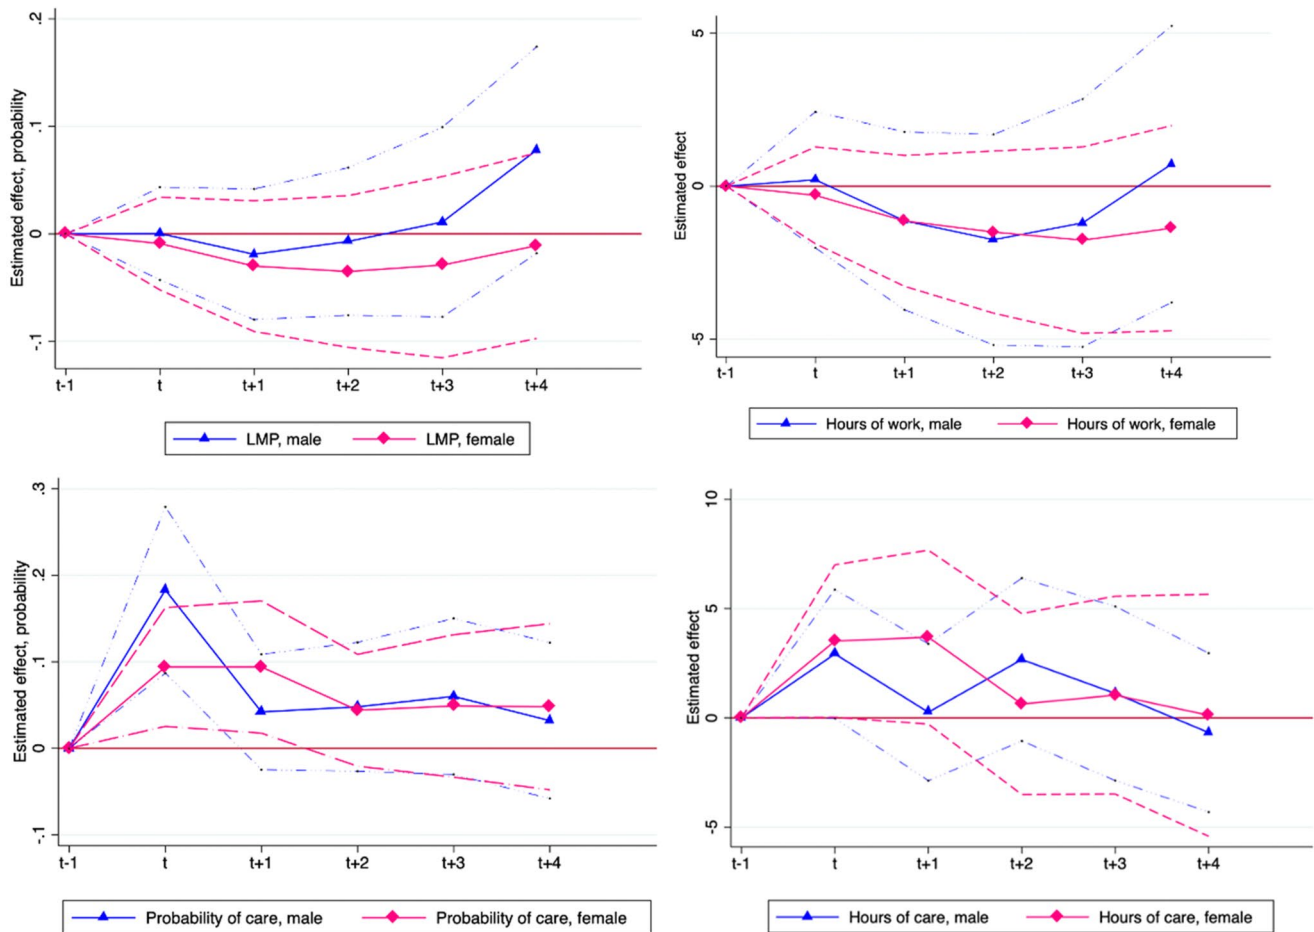 Estimated effect, probability
.2
.1
0
-.1
t-1 t t+1 t+2 t+3 t+4
LMP, male LMP, female
Estimated effect
5
0
-5
t-1 t t+1 t+2 t+3 t+4
Hours of work, male Hours of work, female
Estimated effect, probability
.3
.2
.1
0
-.1
t-1 t t+1 t+2 t+3 t+4
Probability of care, male Probability of care, female
Estimated effect
10
5
0
-5
t-1 t t+1 t+2 t+3 t+4
Hours of care, male Hours of care, female